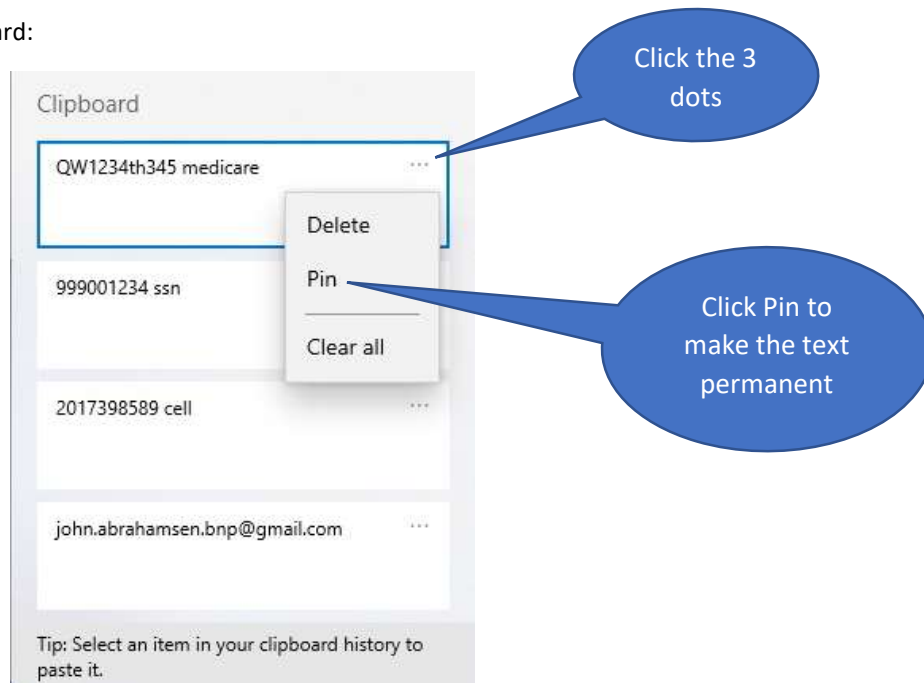 ard:
Click the 3
dots
Clipboard
QW1234th345 medicare
Delete
Pin
Clear all
999001234 ssn
Click Pin to
make the text
permanent
2017398589 cell
john.abrahamsen.bnp@gmail.com
Tip: Select an item in your clipboard history to
paste it.